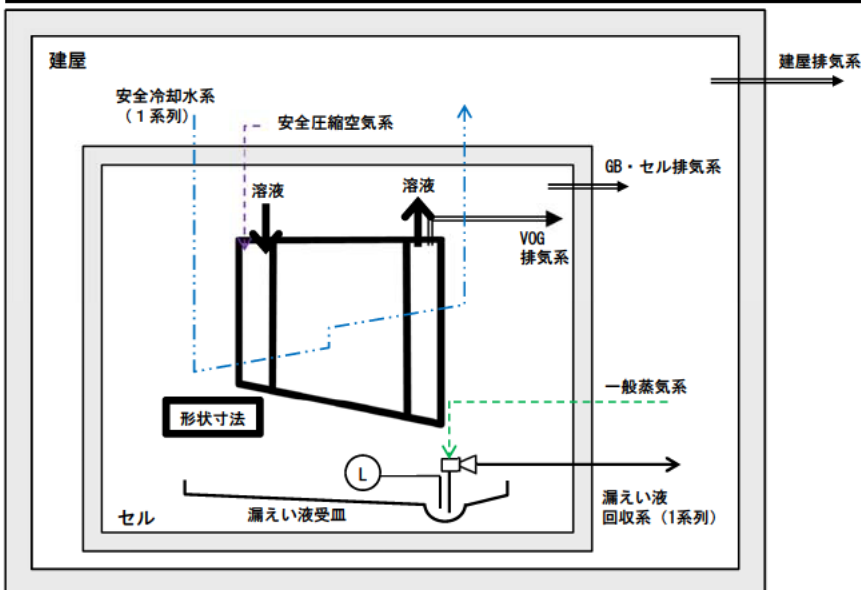 建屋
建屋排気系
安全冷却水系
（１系列）
安全圧縮空気系
GB・セル排気系
溶液
溶液
VOG
排気系
一般蒸気系
形状寸法
L
漏えい液
回収系（1系列）
漏えい液受皿
セル